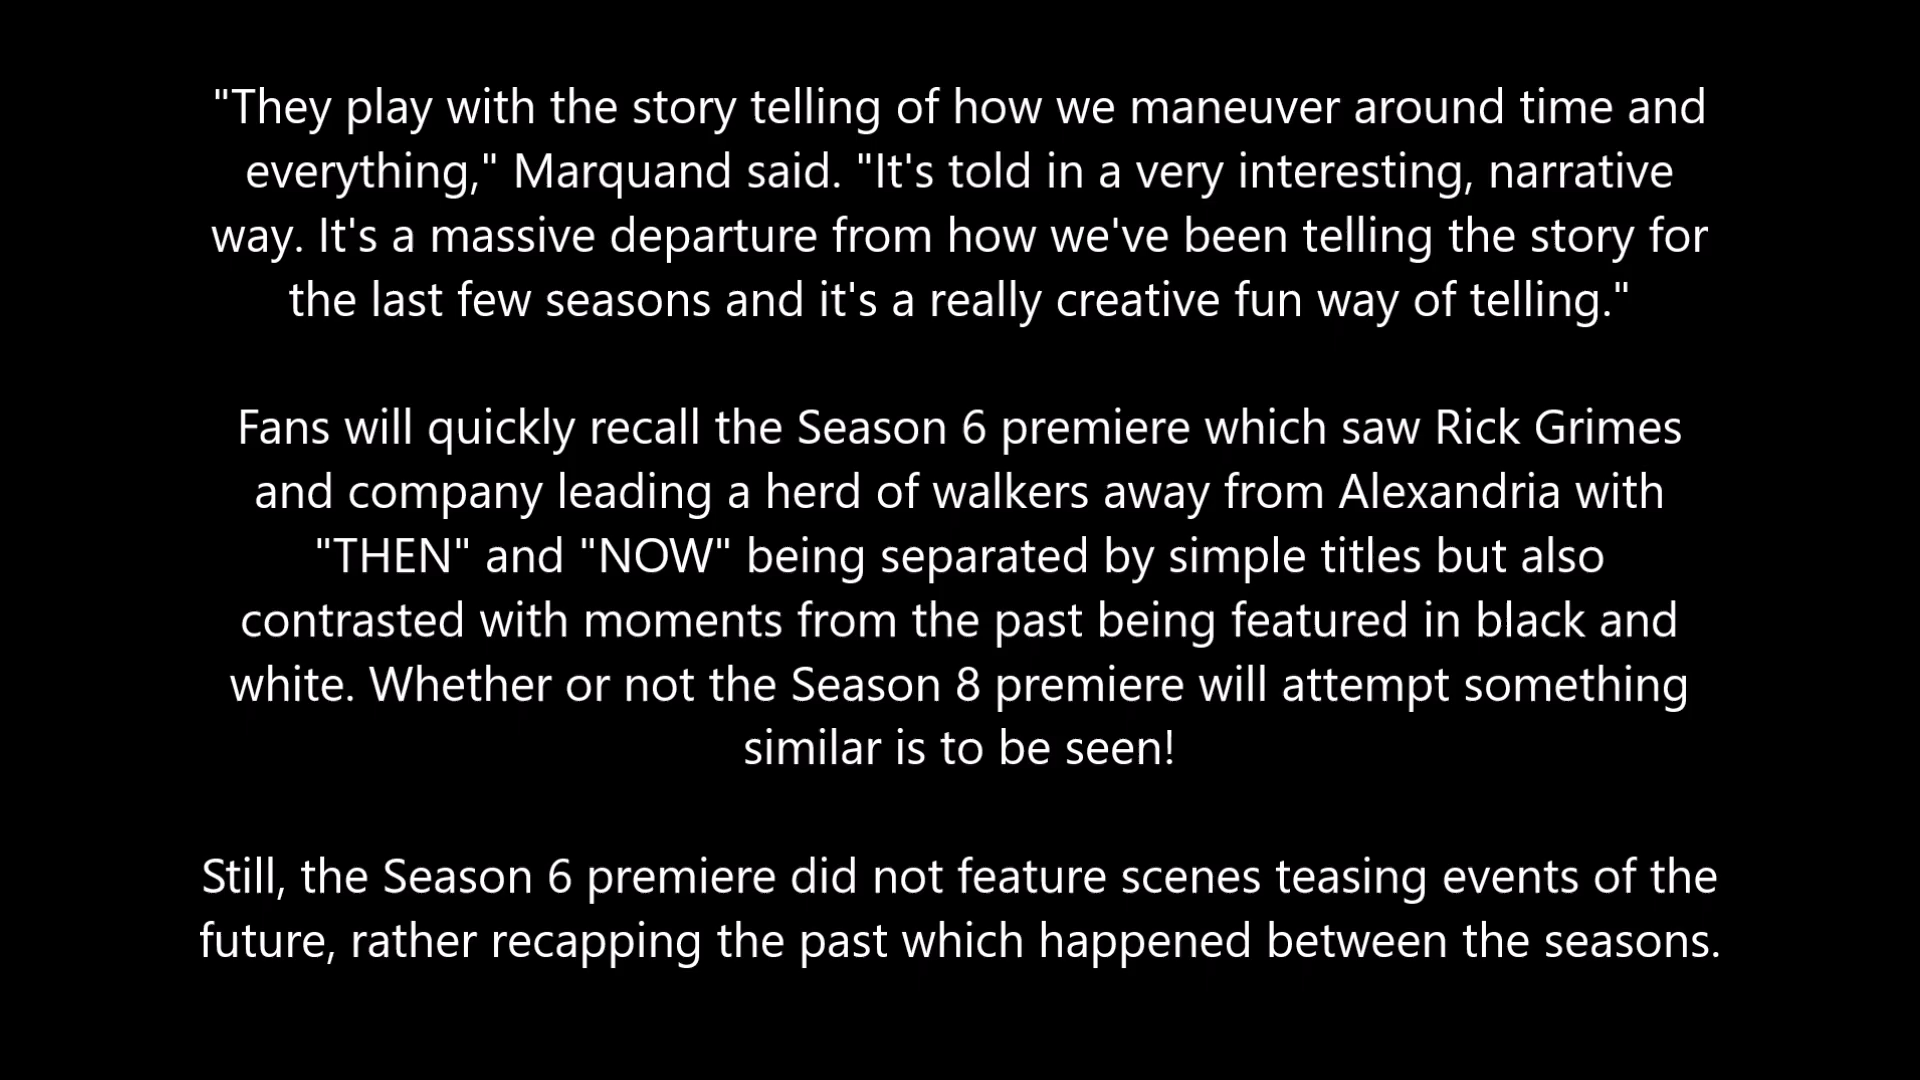 "They play with the story telling of how we maneuver around time and
everything," Marquand said. "It's told in a very interesting, narrative
way. It's a massive departure from how we've been telling the story for
the last few seasons and it's a really creative fun way of telling."
Fans will quickly recall the Season 6 premiere which saw Rick Grimes
and company leading a herd of walkers away from Alexandria with
"THEN" and "NOW" being separated by simple titles but also
contrasted with moments from the past being featured in black and
white. Whether or not the Season 8 premiere will attempt something
similar is to be seen!
Still, the Season 6 premiere did not feature scenes teasing events of the
future, rather recapping the past which happened between the seasons.